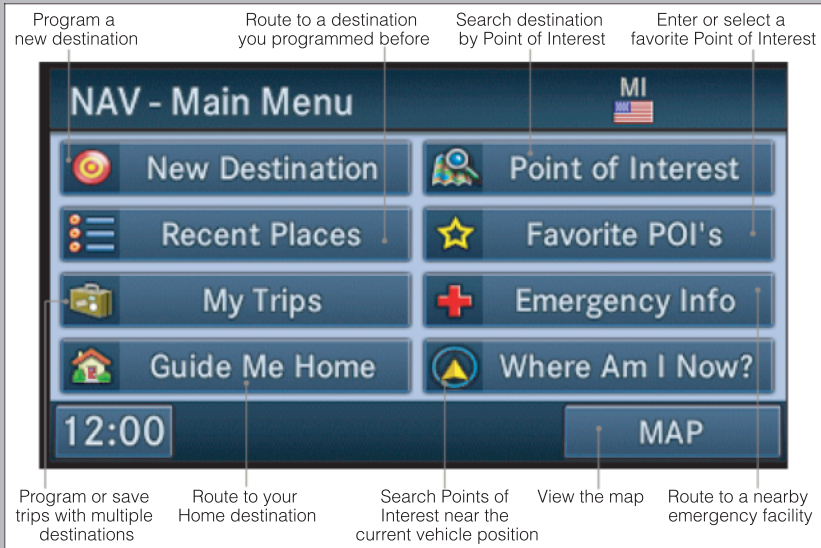 Program a
new destination
Route to a destination
you programmed before
Search destination
by Point of Interest
Enter or select a
favorite Point of Interest
NAV - Main Menu
MI
New Destination
Point of Interest
Recent Places
Favorite POI's
My Trips
Emergency Info
Guide Me Home
Where Am I Now?
12:00
MAP
Program or save
trips with multiple
destinations
Route to your
Home destination
Search Points of
Interest near the
current vehicle position
View the map
Route to a nearby
emergency facility